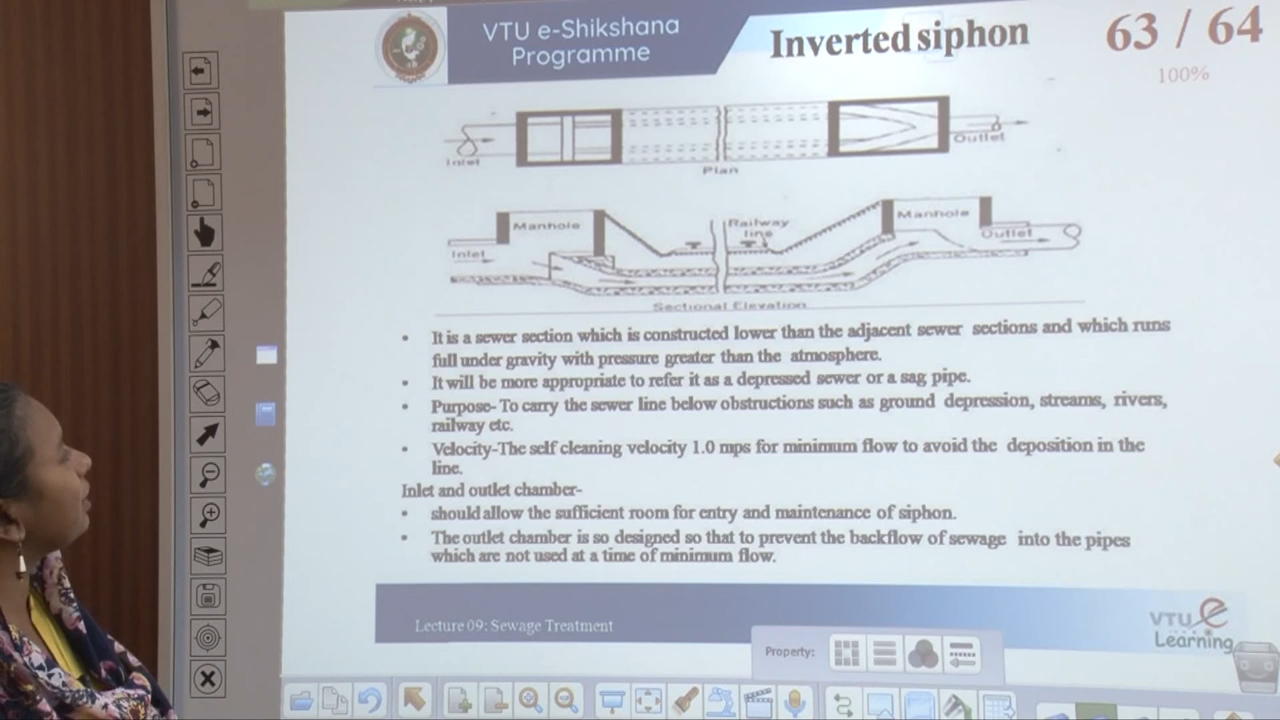 VTU e-Shikshana
Programme
Inverted siphon
63 / 64
100%
Inlet
Outlet
Plan
Manhole
Railway
line
Manhole
Inlet
Outlet
Sectional Elevation
• It is a sewer section which is constructed lower than the adjacent sewer sections and which runs
full under gravity with pressure greater than the atmosphere.
• It will be more appropriate to refer it as a depressed sewer or a sag pipe.
• Purpose- To carry the sewer line below obstructions such as ground depression, streams, rivers,
railway etc.
• Velocity-The self cleaning velocity 1.0 mps for minimum flow to avoid the deposition in the
line.
Inlet and outlet chamber-
• should allow the sufficient room for entry and maintenance of siphon.
• The outlet chamber is so designed so that to prevent the backflow of sewage into the pipes
which are not used at a time of minimum flow.
Lecture 09: Sewage Treatment
VTU e
Learning
Property: